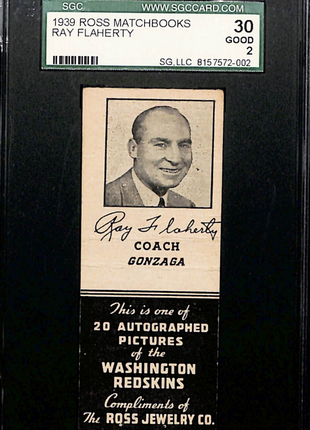 SGC WWW.SGCCARD.COM SGC
1939 ROSS MATCHBOOKS
RAY FLAHERTY
30
GOOD
2
SG, LLC 8157572-002
Ray Flaherty
COACH
GONZAGA
This is one of
20 AUTOGRAPHED
PICTURES
of the
WASHINGTON
REDSKINS
Compliments of
The ROSS JEWELRY CO.